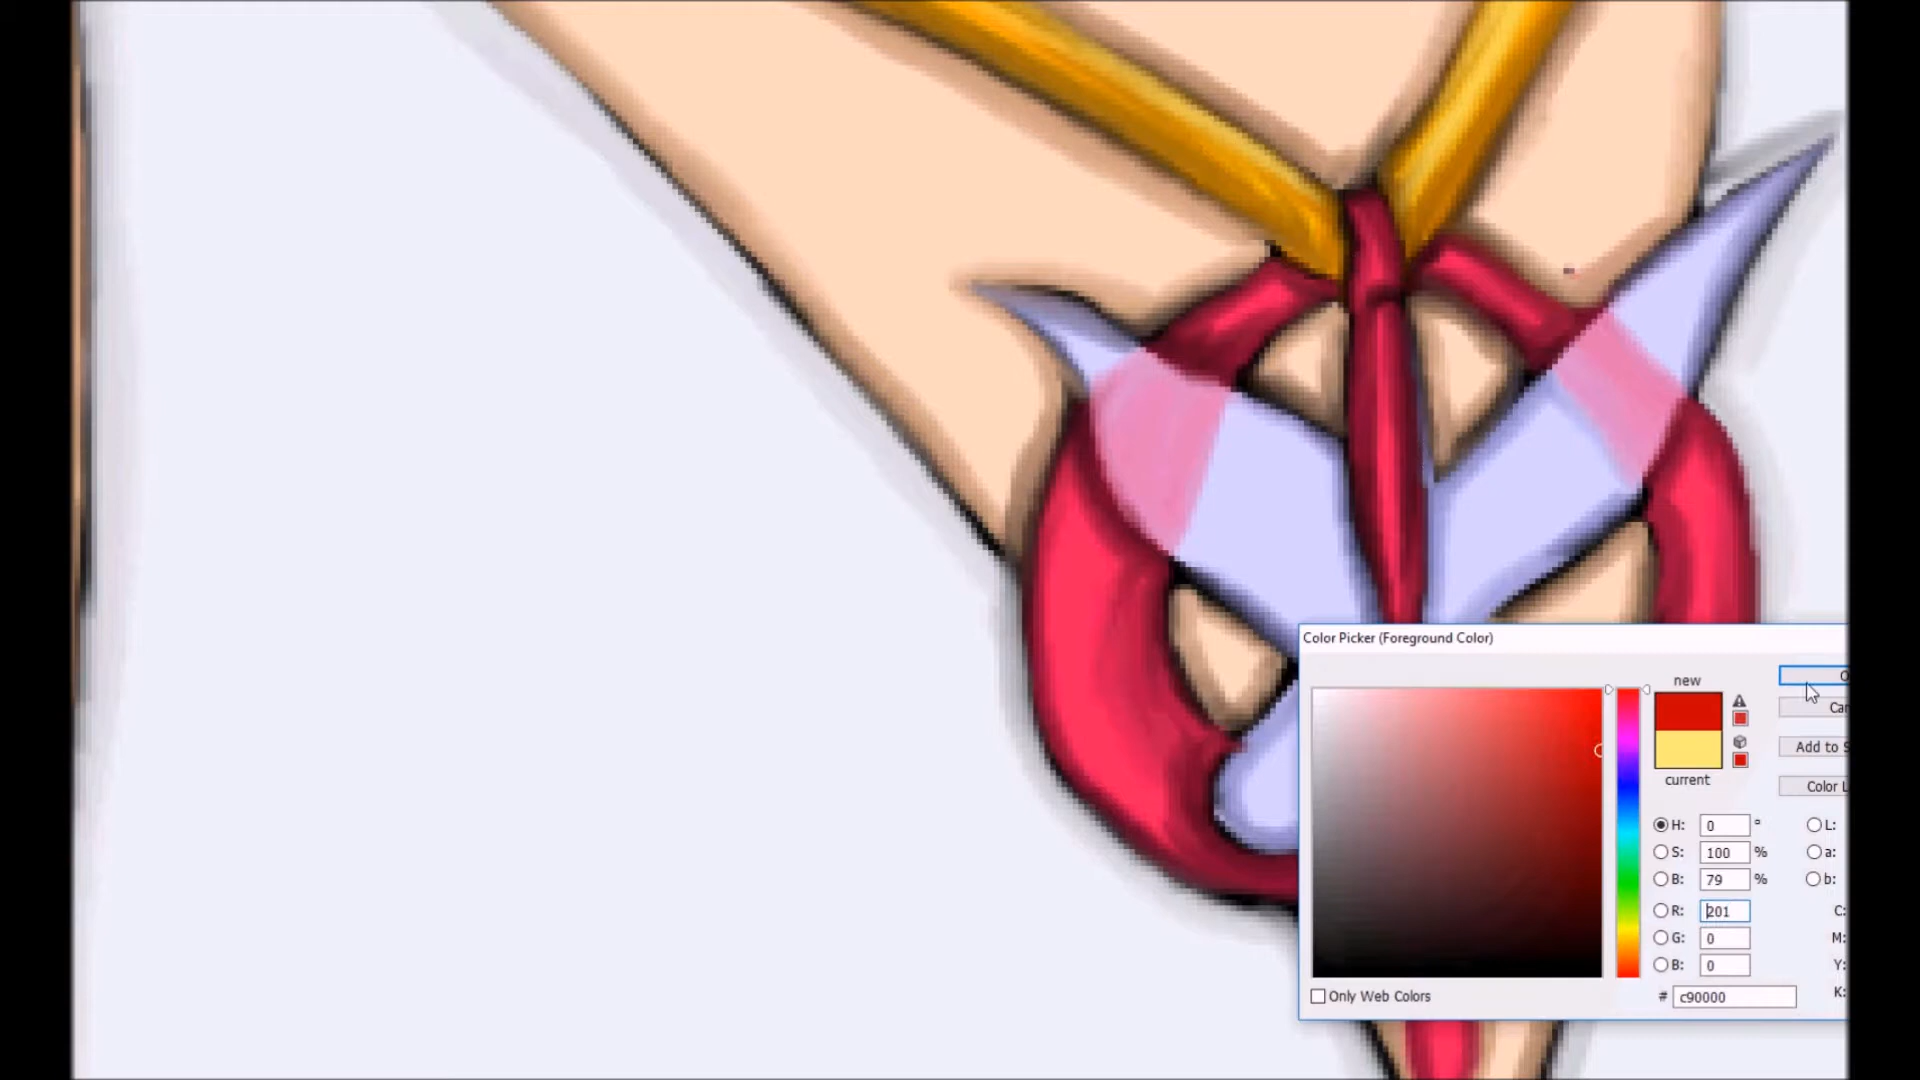 Color Picker (Foreground Color)
new
current
Add to
Color
H: 0 °
S: 100 %
B: 79 %
R: 201
G: 0
B: 0
# c90000
L:
a:
b:
C:
M:
Y:
K:
Only Web Colors